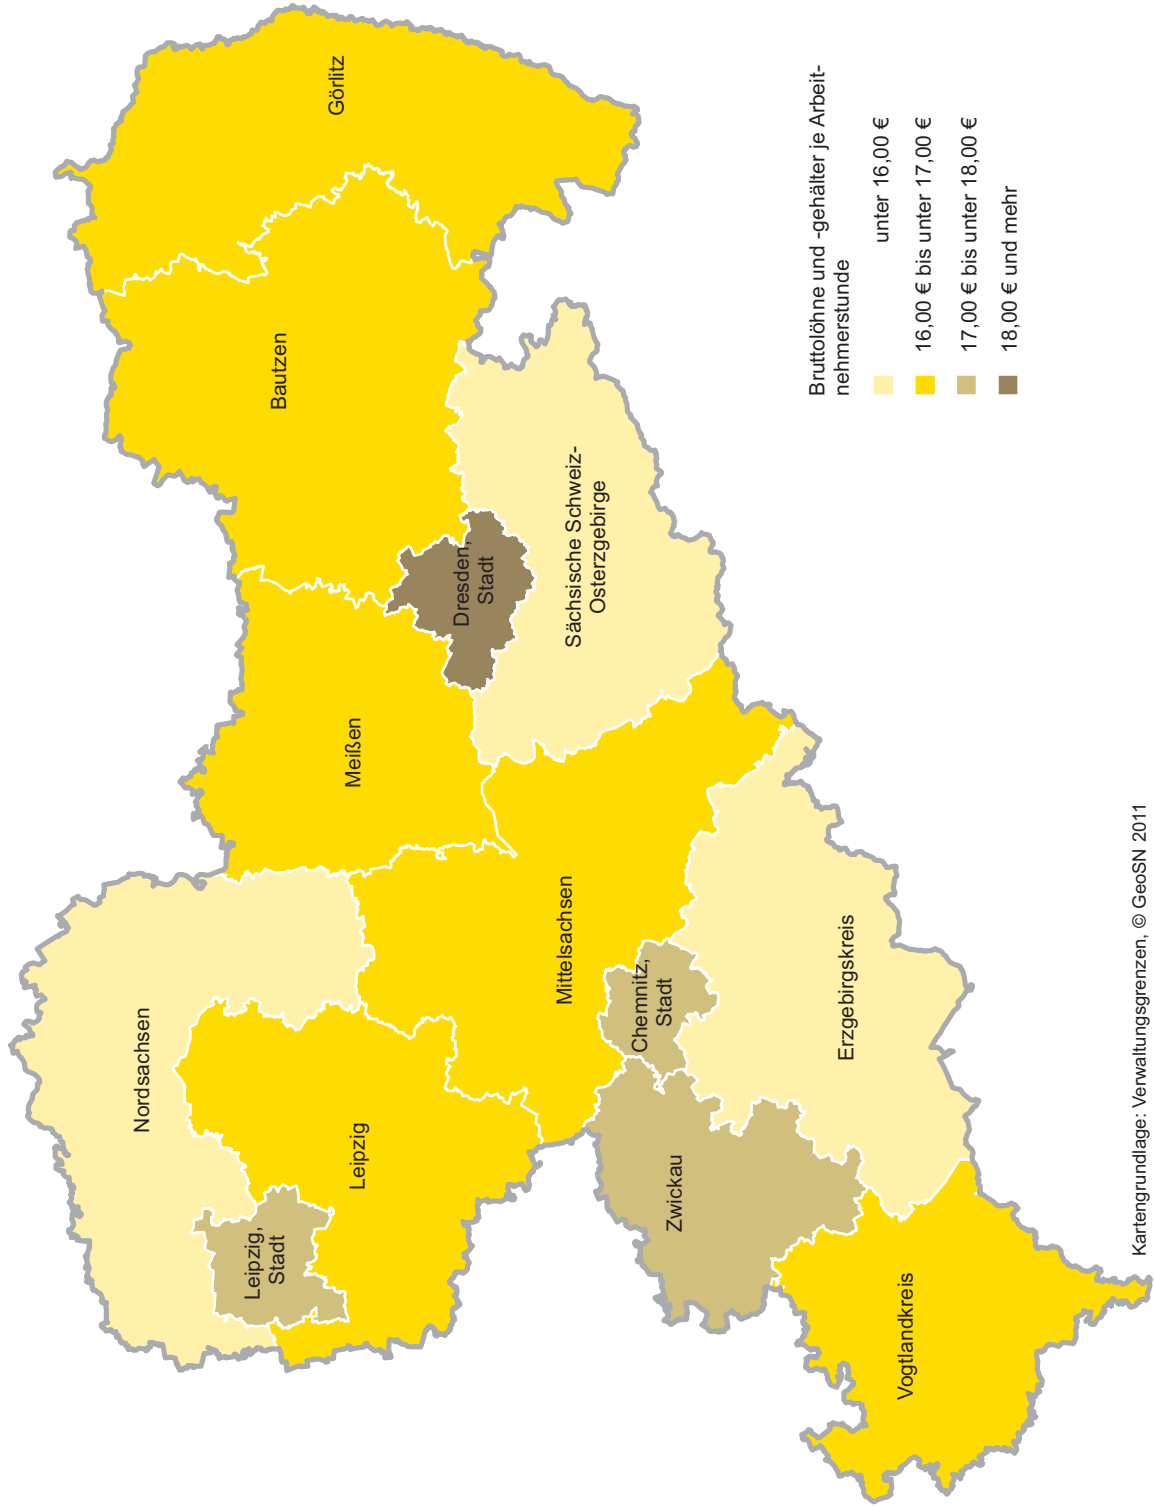 Görlitz
Bautzen
Meißen
Dresden,
Stadt
Sächsische Schweiz-
Osterzgebirge
Nordsachsen
Leipzig,
Stadt
Leipzig
Mittelsachsen
Chemnitz,
Stadt
Zwickau
Erzgebirgskreis
Vogtlandkreis
Bruttolöhne und -gehälter je Arbeit-
nehmerstunde
unter 16,00 €
16,00 € bis unter 17,00 €
17,00 € bis unter 18,00 €
18,00 € und mehr
Kartengrundlage: Verwaltungsgrenzen, © GeoSN 2011